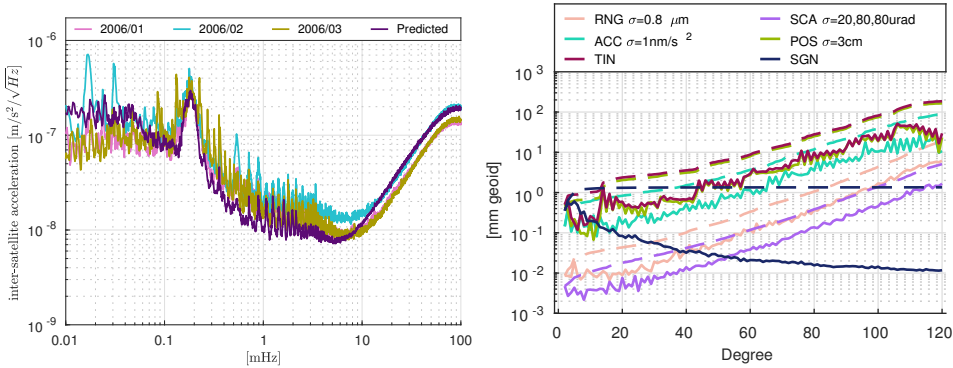 2006/01 2006/02 2006/03 Predicted
10^-6
10^-7
10^-8
10^-9
inter-satellite acceleration [m/s^2/√Hz]
0.01 0.1 1 10 100
[mHz]
RNG σ=0.8 μm SCA σ=20,80,80urad
ACC σ=1nm/s^2 POS σ=3cm
TIN SGN
10^3
10^2
10^1
10^0
10^-1
10^-2
10^-3
[mm geoid]
20 40 60 80 100 120
Degree